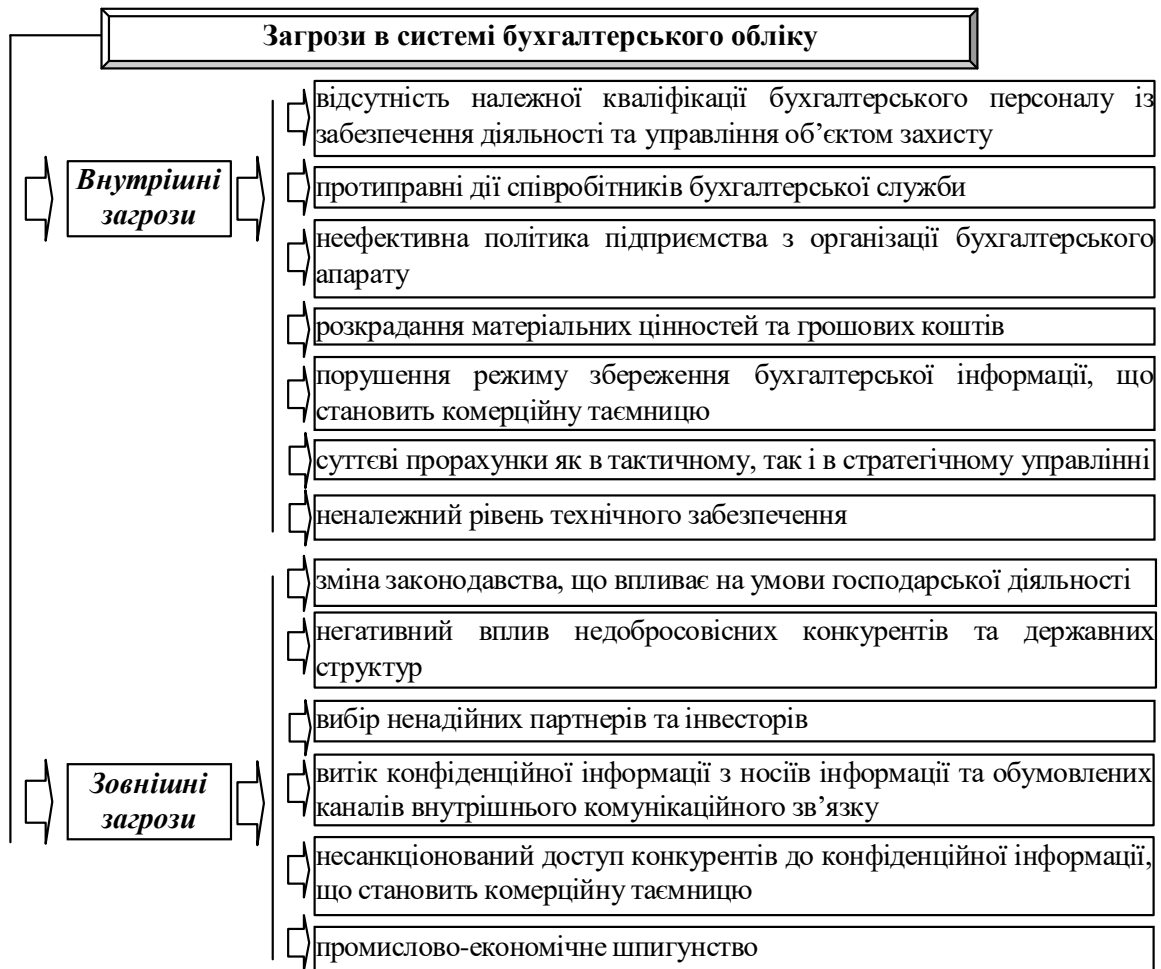 Загрози в системі бухгалтерського обліку
Внутрішні
загрози
відсутність належної кваліфікації бухгалтерського персоналу із
забезпечення діяльності та управління об’єктом захисту
протиправні дії співробітників бухгалтерської служби
неефективна політика підприємства з організації бухгалтерського
апарату
розкрадання матеріальних цінностей та грошових коштів
порушення режиму збереження бухгалтерської інформації, що
становить комерційну таємницю
суттєві прорахунки як в тактичному, так і в стратегічному управлінні
неналежний рівень технічного забезпечення
Зовнішні
загрози
зміна законодавства, що впливає на умови господарської діяльності
негативний вплив недобросовісних конкурентів та державних
структур
вибір ненадійних партнерів та інвесторів
витік конфіденційної інформації з носіїв інформації та обумовлених
каналів внутрішнього комунікаційного зв’язку
несанкціонований доступ конкурентів до конфіденційної інформації,
що становить комерційну таємницю
промислово-економічне шпигунство